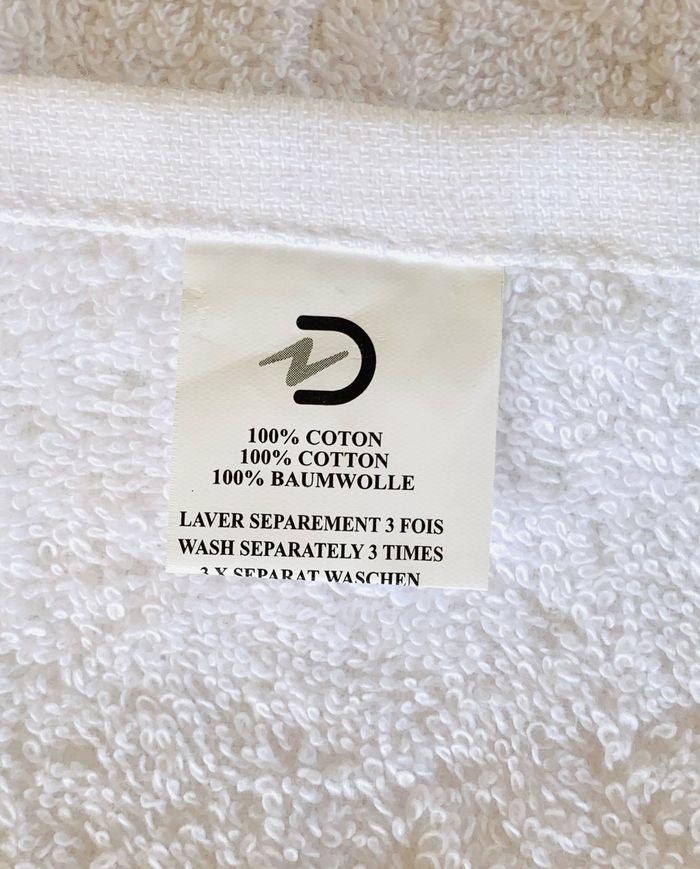 100% COTON
100% COTTON
100% BAUMWOLLE
LAVER SEPAREMENT 3 FOIS
WASH SEPARATELY 3 TIMES
3 X SEPARAT WASCHEN